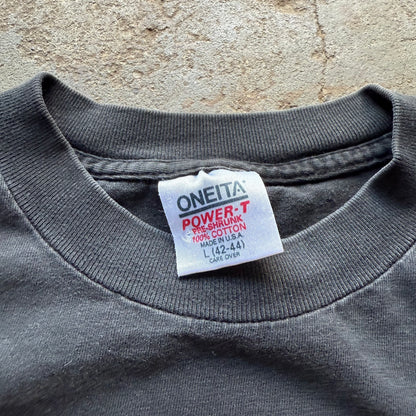 ONEITA
POWER-T
PRE-SHRUNK
100% COTTON
MADE IN U.S.A.
L (42-44)
CARE OVER